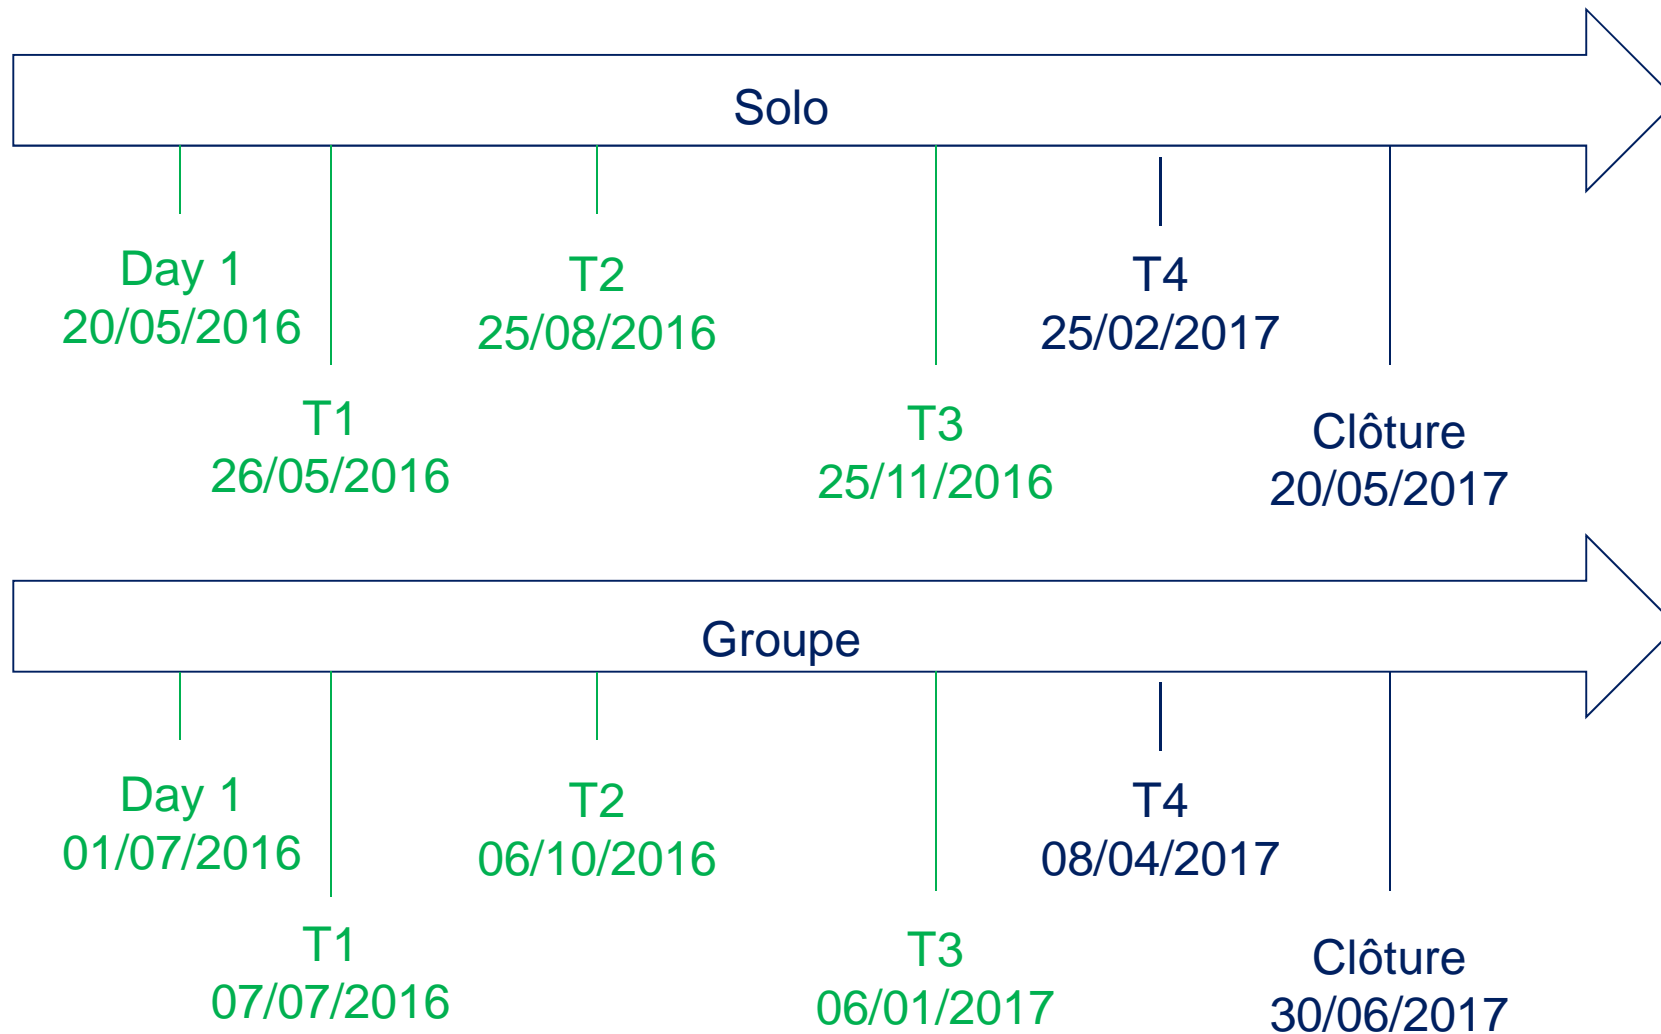 Solo
Day 1
20/05/2016
T1
26/05/2016
T2
25/08/2016
T3
25/11/2016
T4
25/02/2017
Clôture
20/05/2017
Groupe
Day 1
01/07/2016
T1
07/07/2016
T2
06/10/2016
T3
06/01/2017
T4
08/04/2017
Clôture
30/06/2017